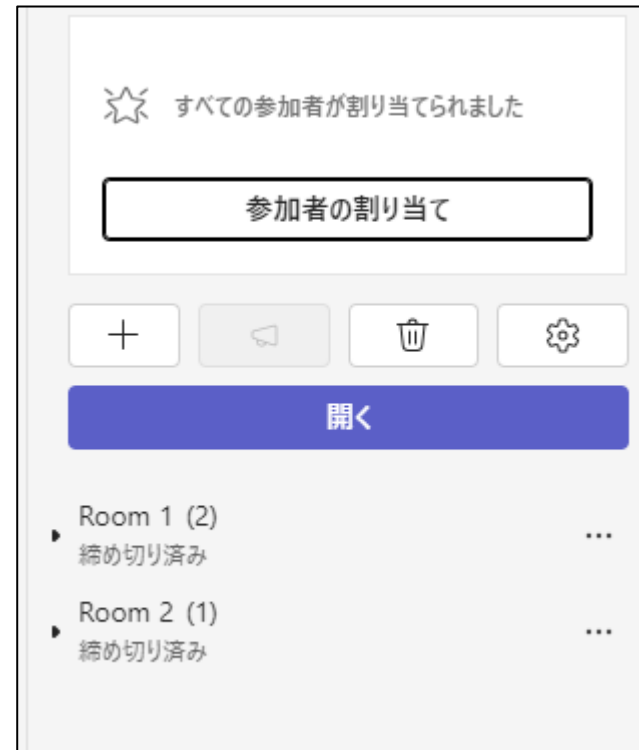 すべての参加者が割り当てられました
参加者の割り当て
開く
Room 1 (2)
締め切り済み
Room 2 (1)
締め切り済み